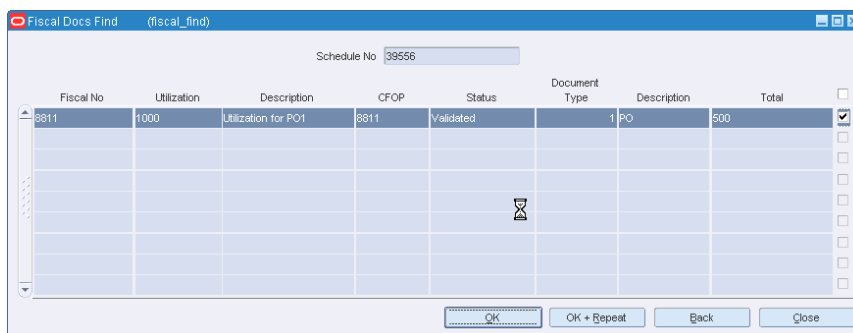 Fiscal Docs Find (fiscal_find)
Schedule No 39556
Document
Fiscal No Utilization Description CFOP Status Type Description Total
8811 1000 Utilization for PO1 8811 Validated 1 PO 500
OK OK + Repeat Back Close